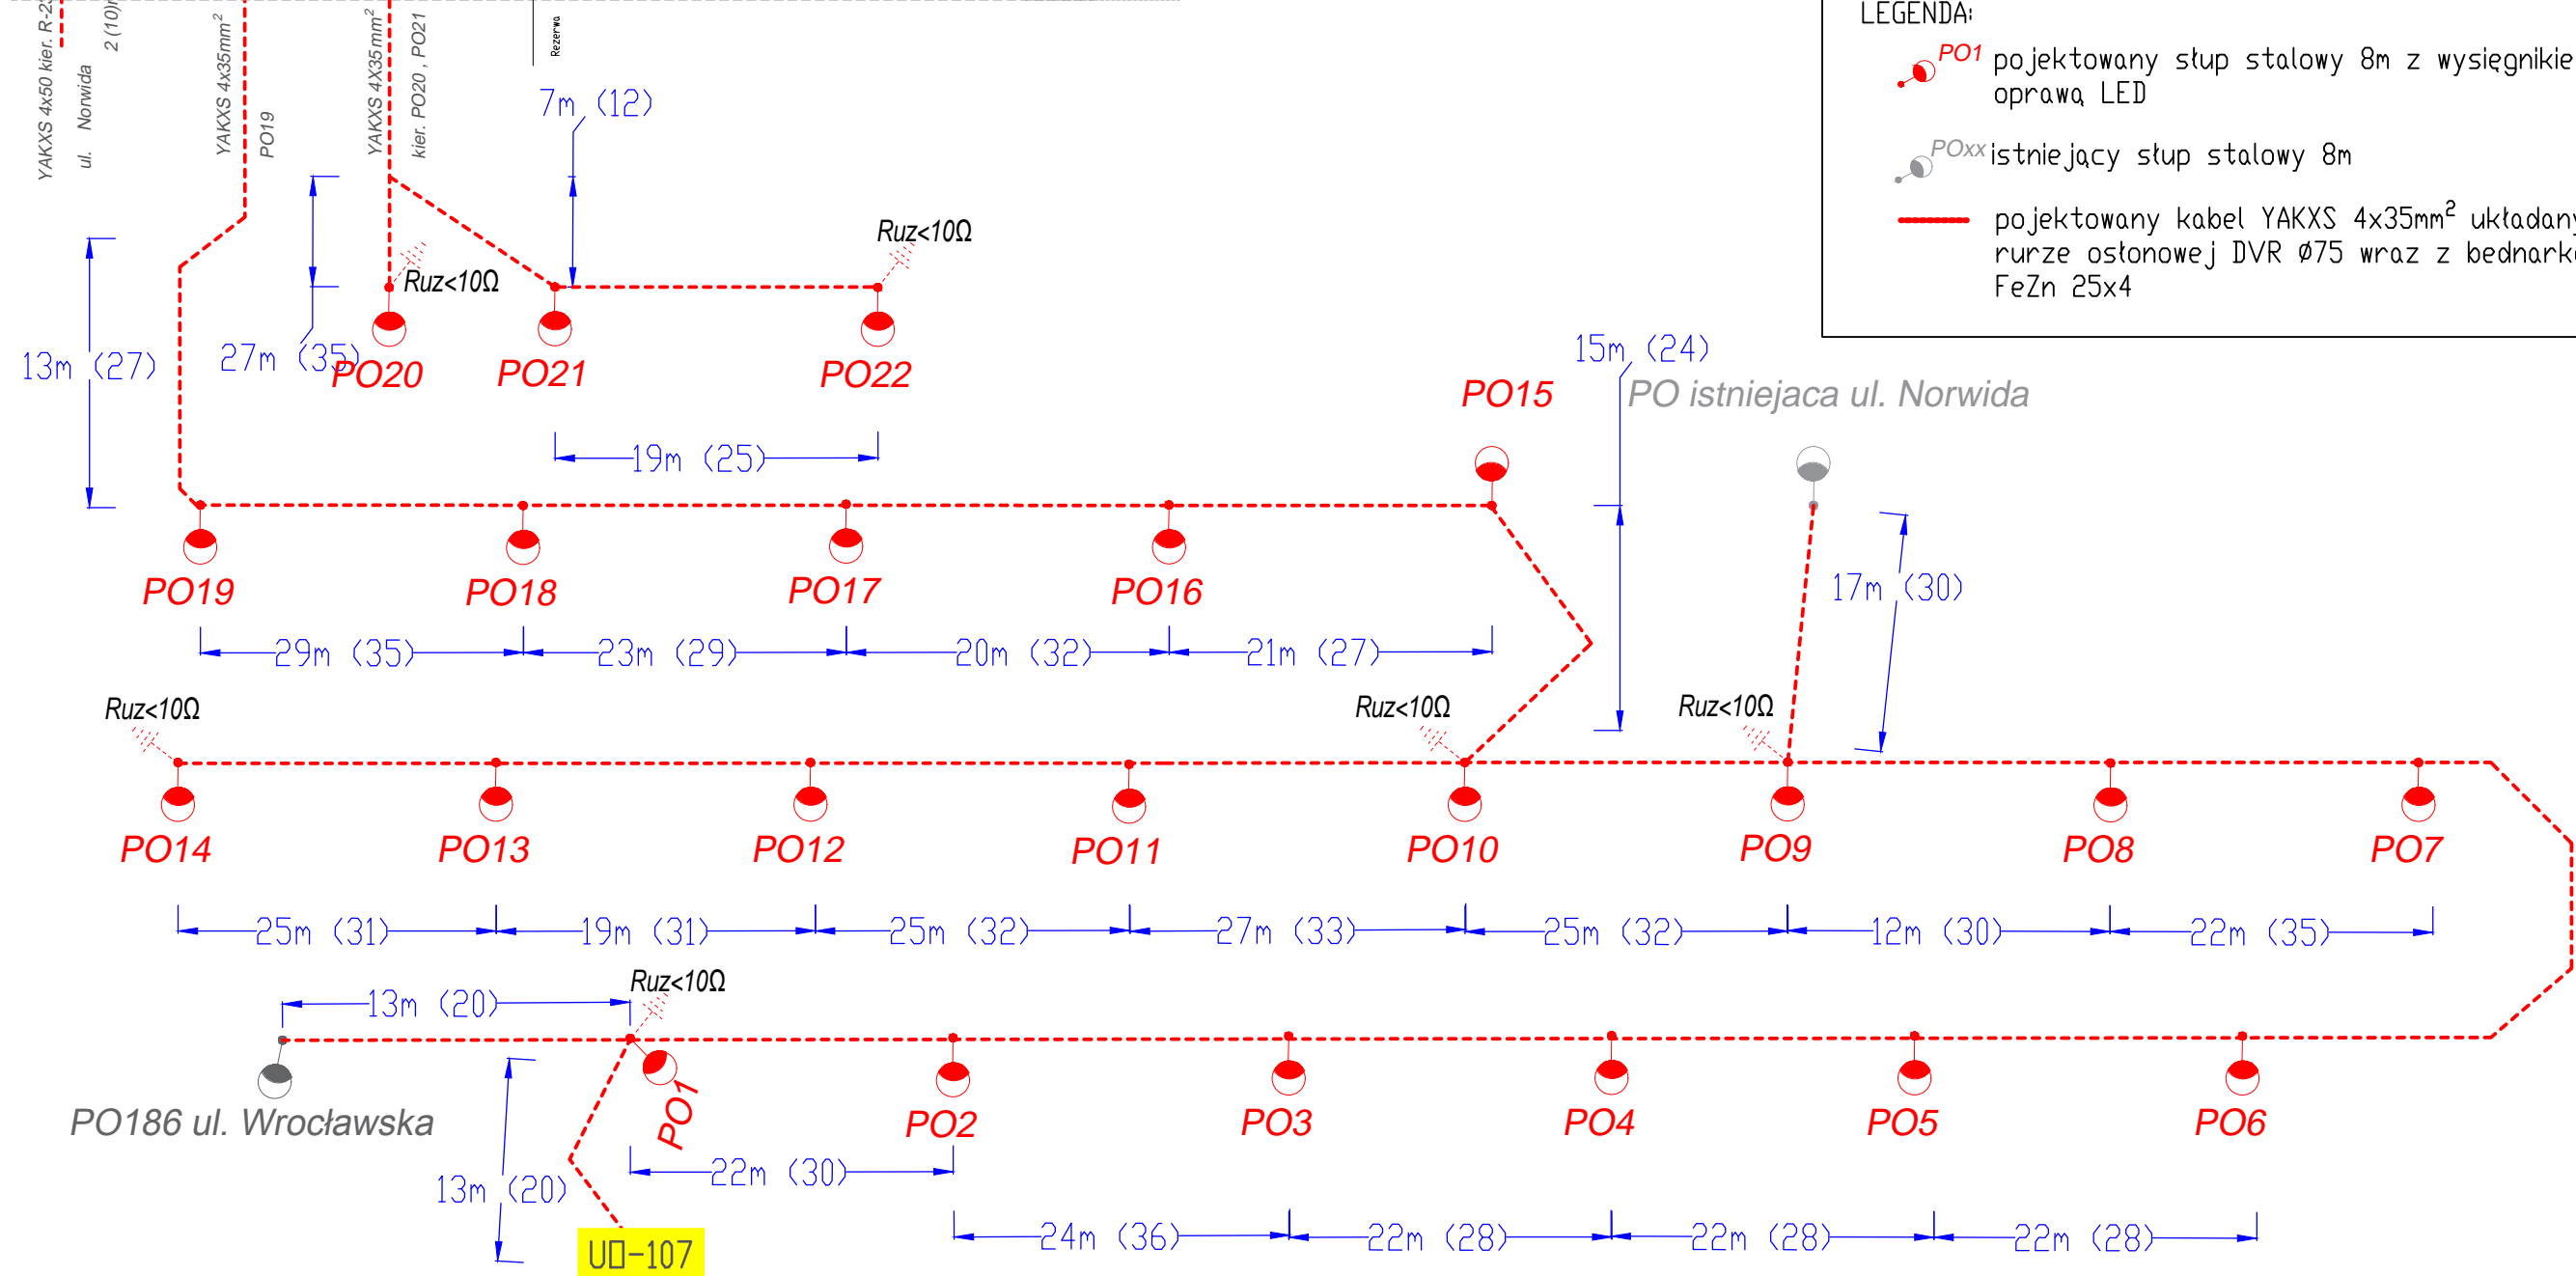 YAKXS 4x50 kier. R-23
ul. Norwida
2 (10)
YAKXS 4x35mm²
PO19
YAKXS 4X35mm²
kier. PO20 , PO21
Rezerwa
LEGENDA:
PO1 pojektowany słup stalowy 8m z
oprawą LED
POxx istniejący słup stalowy 8m
pojektowany kabel YAKXS 4x35mm²
rurze osłonowej DVR Ø75 wraz z
FeZn 25x4
7m (12)
Ruz<10Ω
Ruz<10Ω
13m (27)
27m (35)
PO20
PO21
PO22
15m (24)
PO15
PO istniejaca ul. Norwida
19m (25)
17m (30)
PO19
PO18
PO17
PO16
29m (35)
23m (29)
20m (32)
21m (27)
Ruz<10Ω
Ruz<10Ω
Ruz<10Ω
PO14
PO13
PO12
PO11
PO10
PO9
PO8
PO7
25m (31)
19m (31)
25m (32)
27m (33)
25m (32)
12m (30)
22m (35)
Ruz<10Ω
13m (20)
PO186 ul. Wrocławska
PO1
PO2
PO3
PO4
PO5
PO6
13m (20)
22m (30)
24m (36)
22m (28)
22m (28)
22m (28)
UO-107